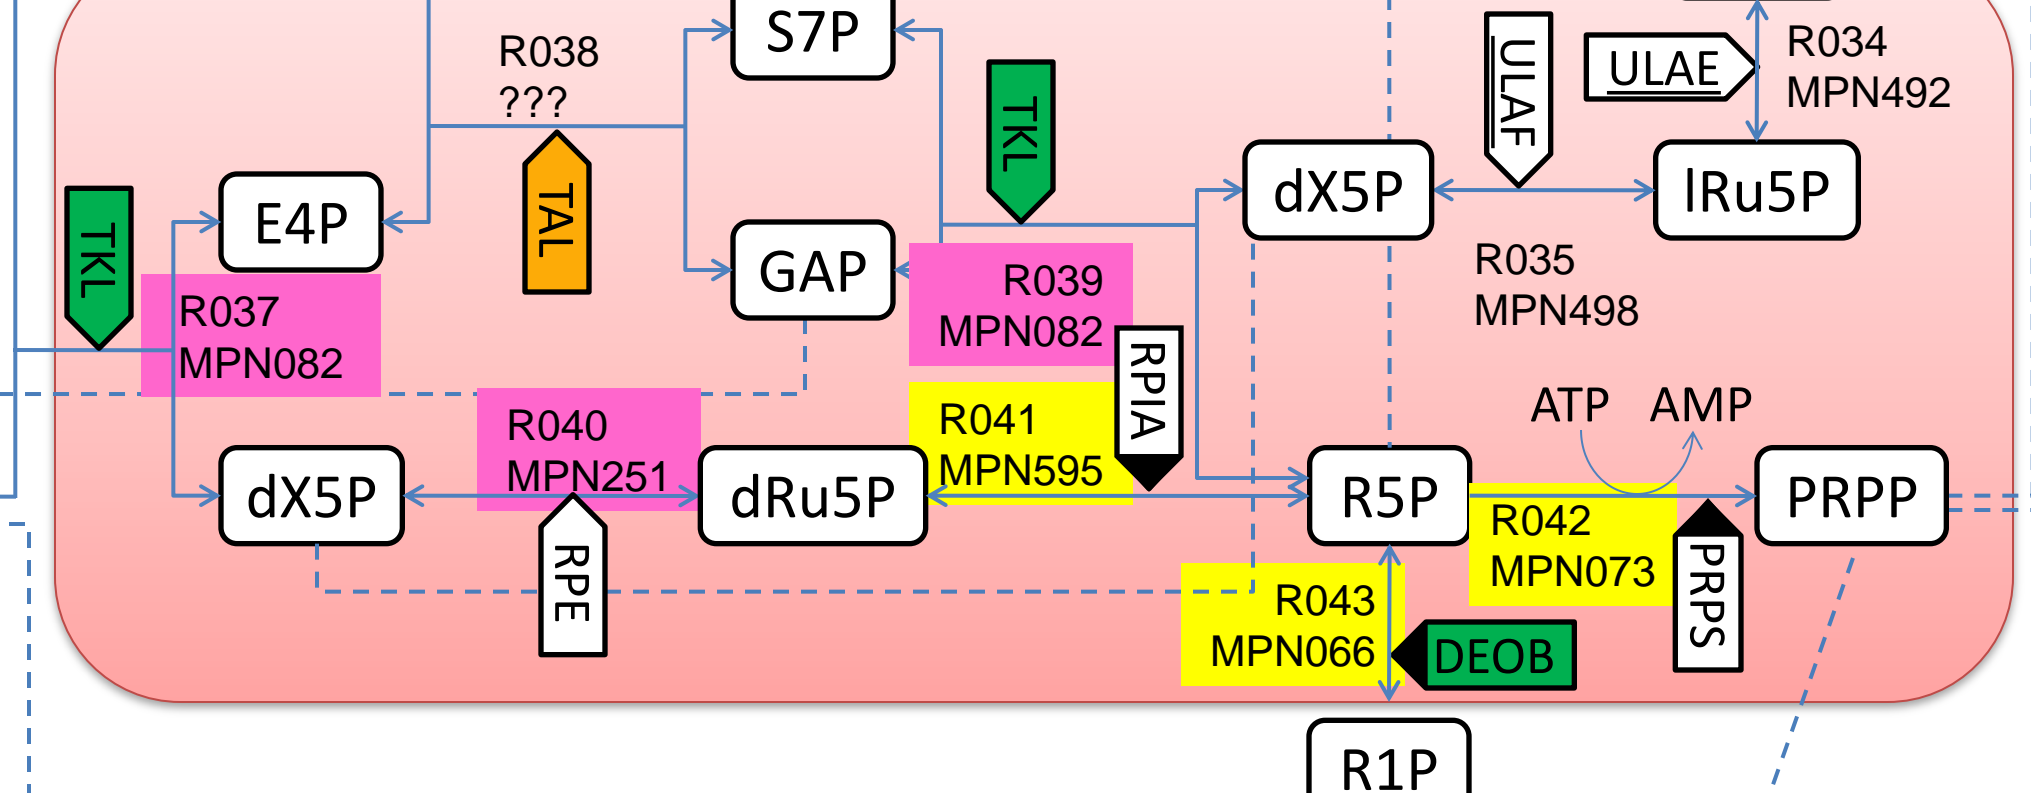 S7P
R038
???
TKL
ULAF
ULAE
R034
MPN492
TAL
dX5P
lRu5P
TKL
E4P
GAP
R039
MPN082
R035
MPN498
R037
MPN082
RPIA
ATP
AMP
R040
MPN251
R041
MPN595
dX5P
dRu5P
R5P
PRPP
R042
MPN073
RPE
PRPS
R043
MPN066
DEOB
R1P